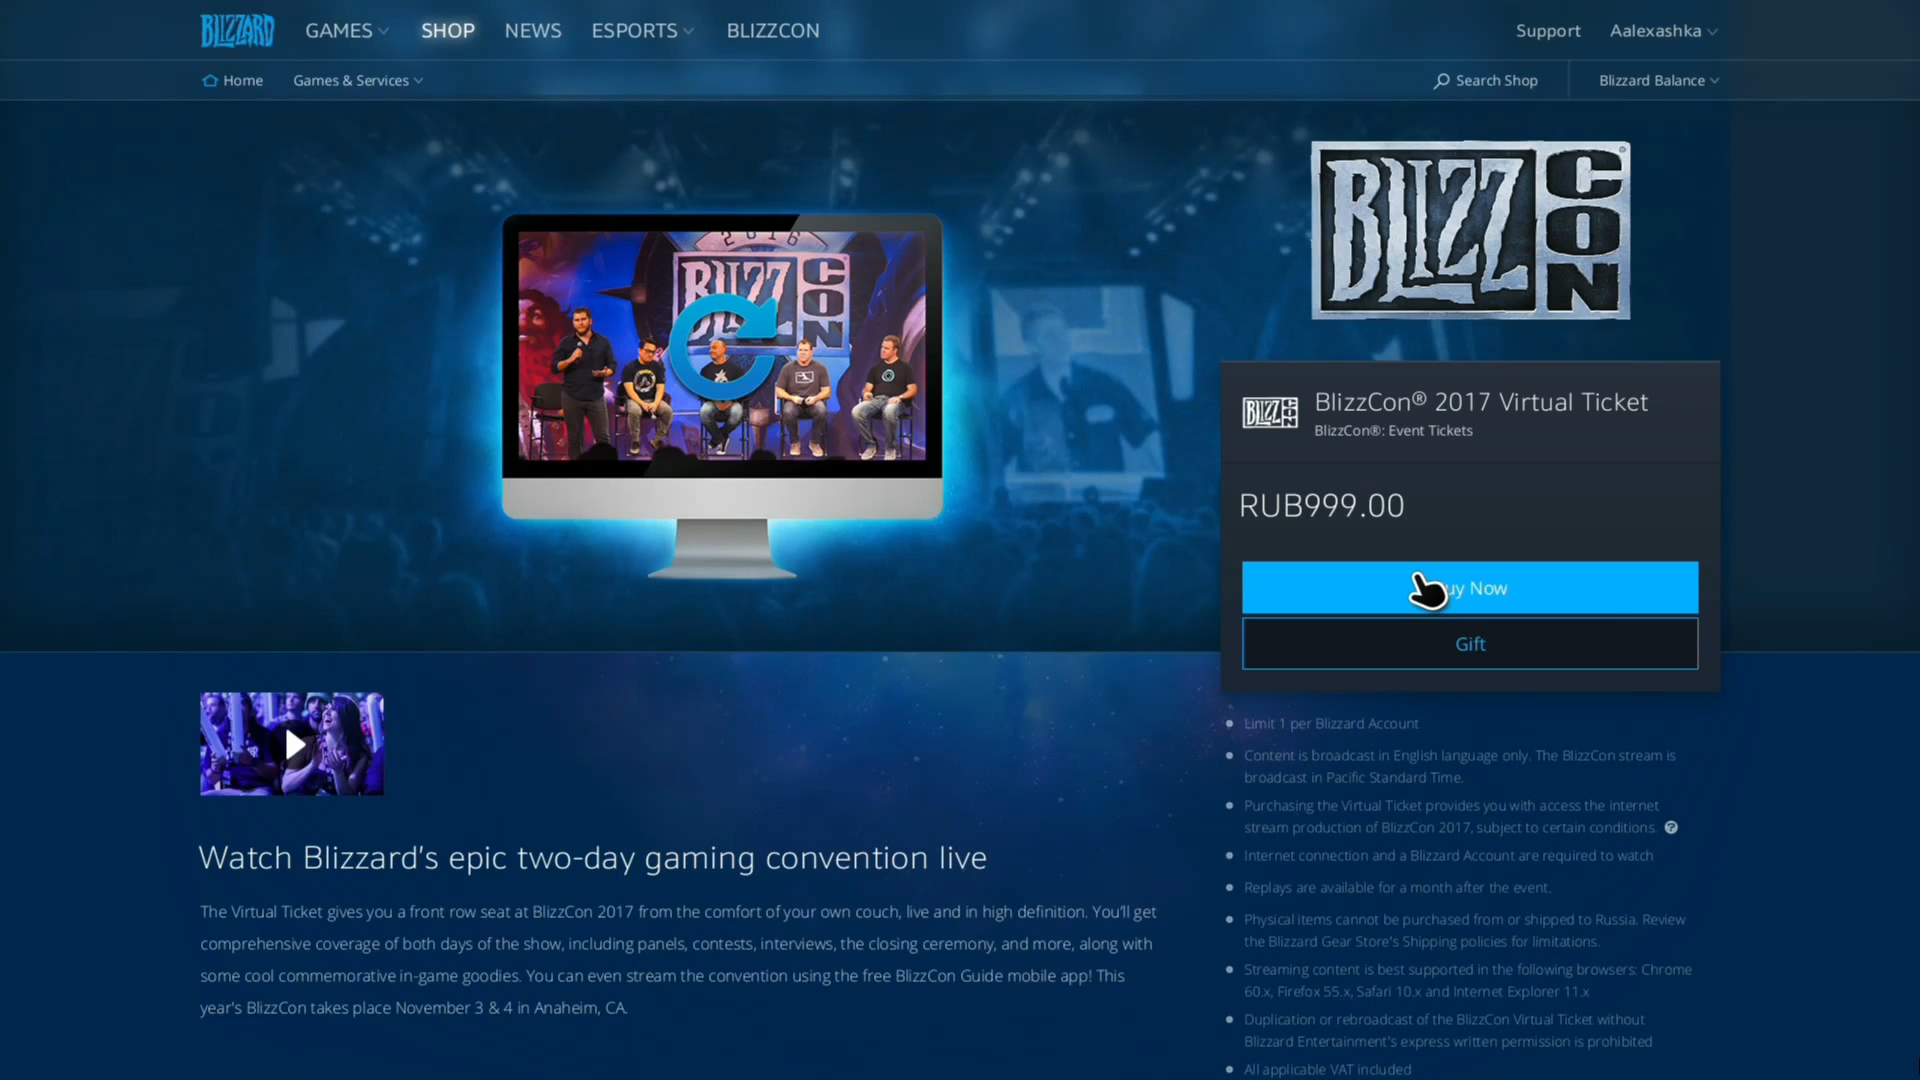 BLIZZARD
GAMES
SHOP
NEWS
ESPORTS
BLIZZCON
Support
Aalexashka
Home
Games & Services
Search Shop
Blizzard Balance
2016
BLIZZ
CON
BLIZZ
CON
BLIZZ
CON
BlizzCon® 2017 Virtual Ticket
BlizzCon®: Event Tickets
RUB999.00
uy Now
Gift
Watch Blizzard's epic two-day gaming convention live
The Virtual Ticket gives you a front row seat at BlizzCon 2017 from the comfort of your own couch, live and in high definition. You'll get
comprehensive coverage of both days of the show, including panels, contests, interviews, the closing ceremony, and more, along with
some cool commemorative in-game goodies. You can even stream the convention using the free BlizzCon Guide mobile app! This
year's BlizzCon takes place November 3 & 4 in Anaheim, CA.
Limit 1 per Blizzard Account
Content is broadcast in English language only. The BlizzCon stream is
broadcast in Pacific Standard Time.
Purchasing the Virtual Ticket provides you with access the internet
stream production of BlizzCon 2017, subject to certain conditions. ?
Internet connection and a Blizzard Account are required to watch
Replays are available for a month after the event.
Physical items cannot be purchased from or shipped to Russia. Review
the Blizzard Gear Store's Shipping policies for limitations.
Streaming content is best supported in the following browsers: Chrome
60.x, Firefox 55.x, Safari 10.x and Internet Explorer 11.x
Duplication or rebroadcast of the BlizzCon Virtual Ticket without
Blizzard Entertainment's express written permission is prohibited
All applicable VAT included